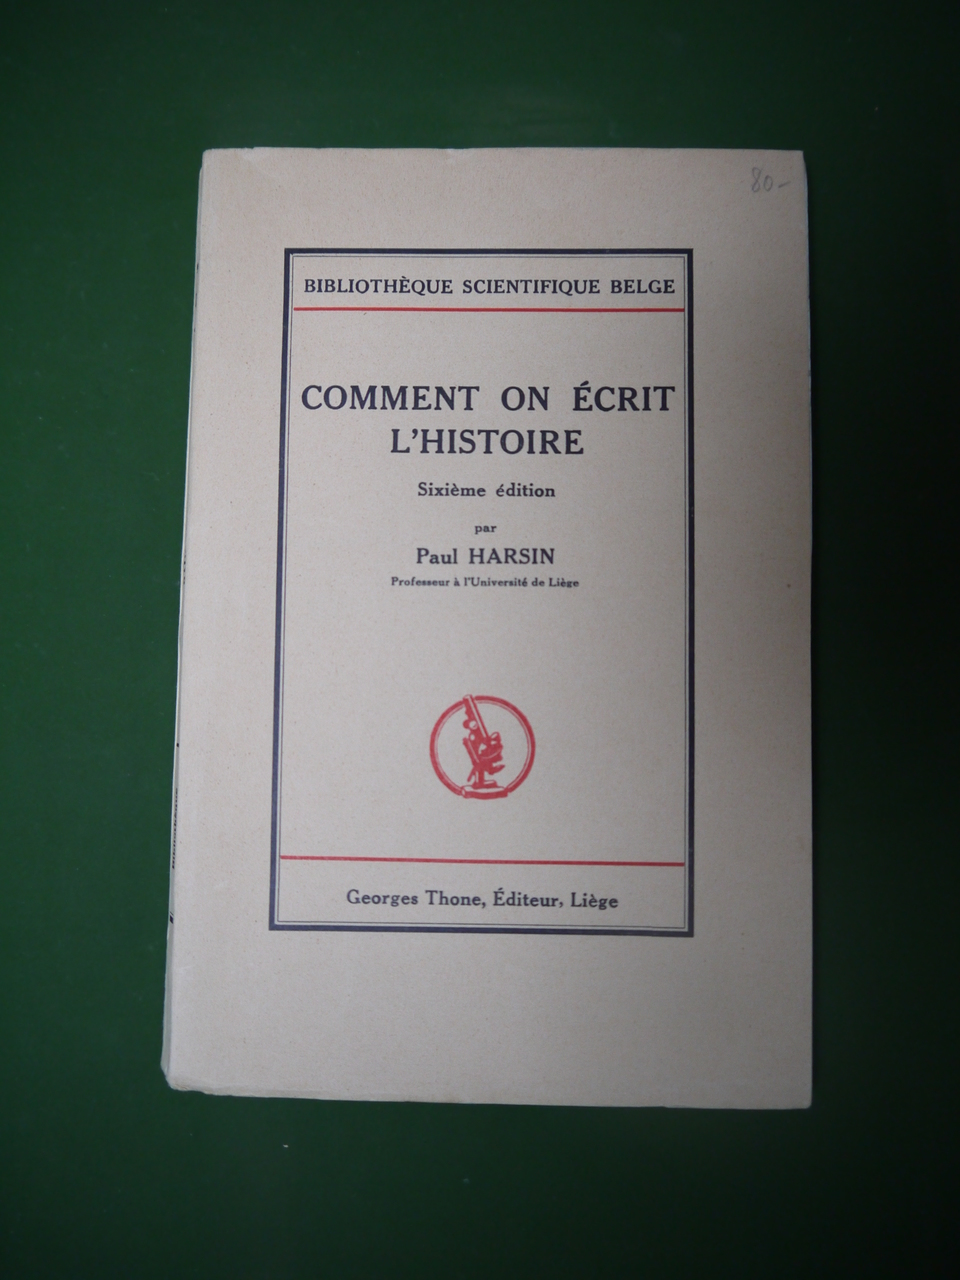 80-
BIBLIOTHÈQUE SCIENTIFIQUE BELGE
COMMENT ON ÉCRIT
L'HISTOIRE
Sixième édition
par
Paul HARSIN
Professeur à l'Université de Liège
Georges Thone, Éditeur, Liège